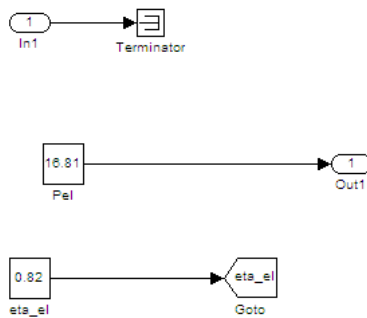 1
In1
Terminator
16.81
Pel
1
Out1
0.82
eta_el
eta_el
Goto